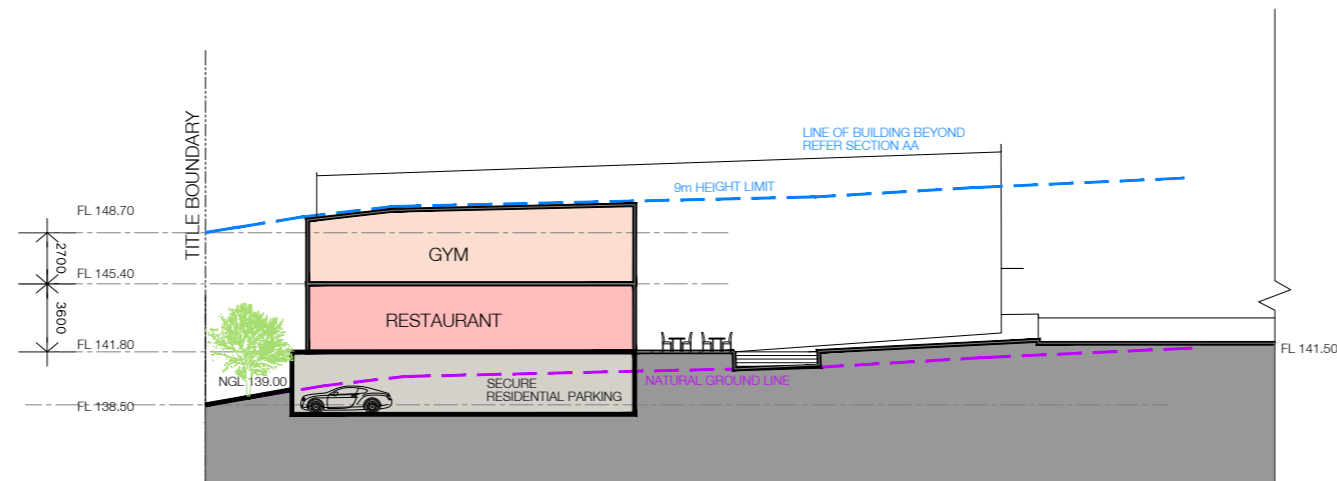 LINE OF BUILDING BEYOND
REFER SECTION AA
TITLE BOUNDARY
9m HEIGHT LIMIT
FL 148.70
2700
GYM
FL 145.40
3600
RESTAURANT
FL 141.80
FL 141.50
NGL 139.00
SECURE
RESIDENTIAL PARKING
NATURAL GROUND LINE
FL 138.50